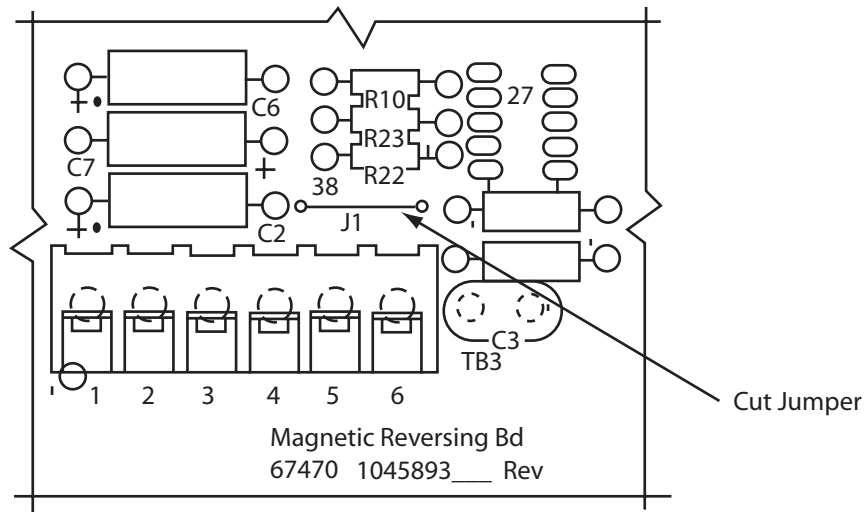 C6
R10
27
C7
R23
R22
38
C2
J1
C3
TB3
1 2 3 4 5 6
Cut Jumper
Magnetic Reversing Bd
67470 1045893___ Rev